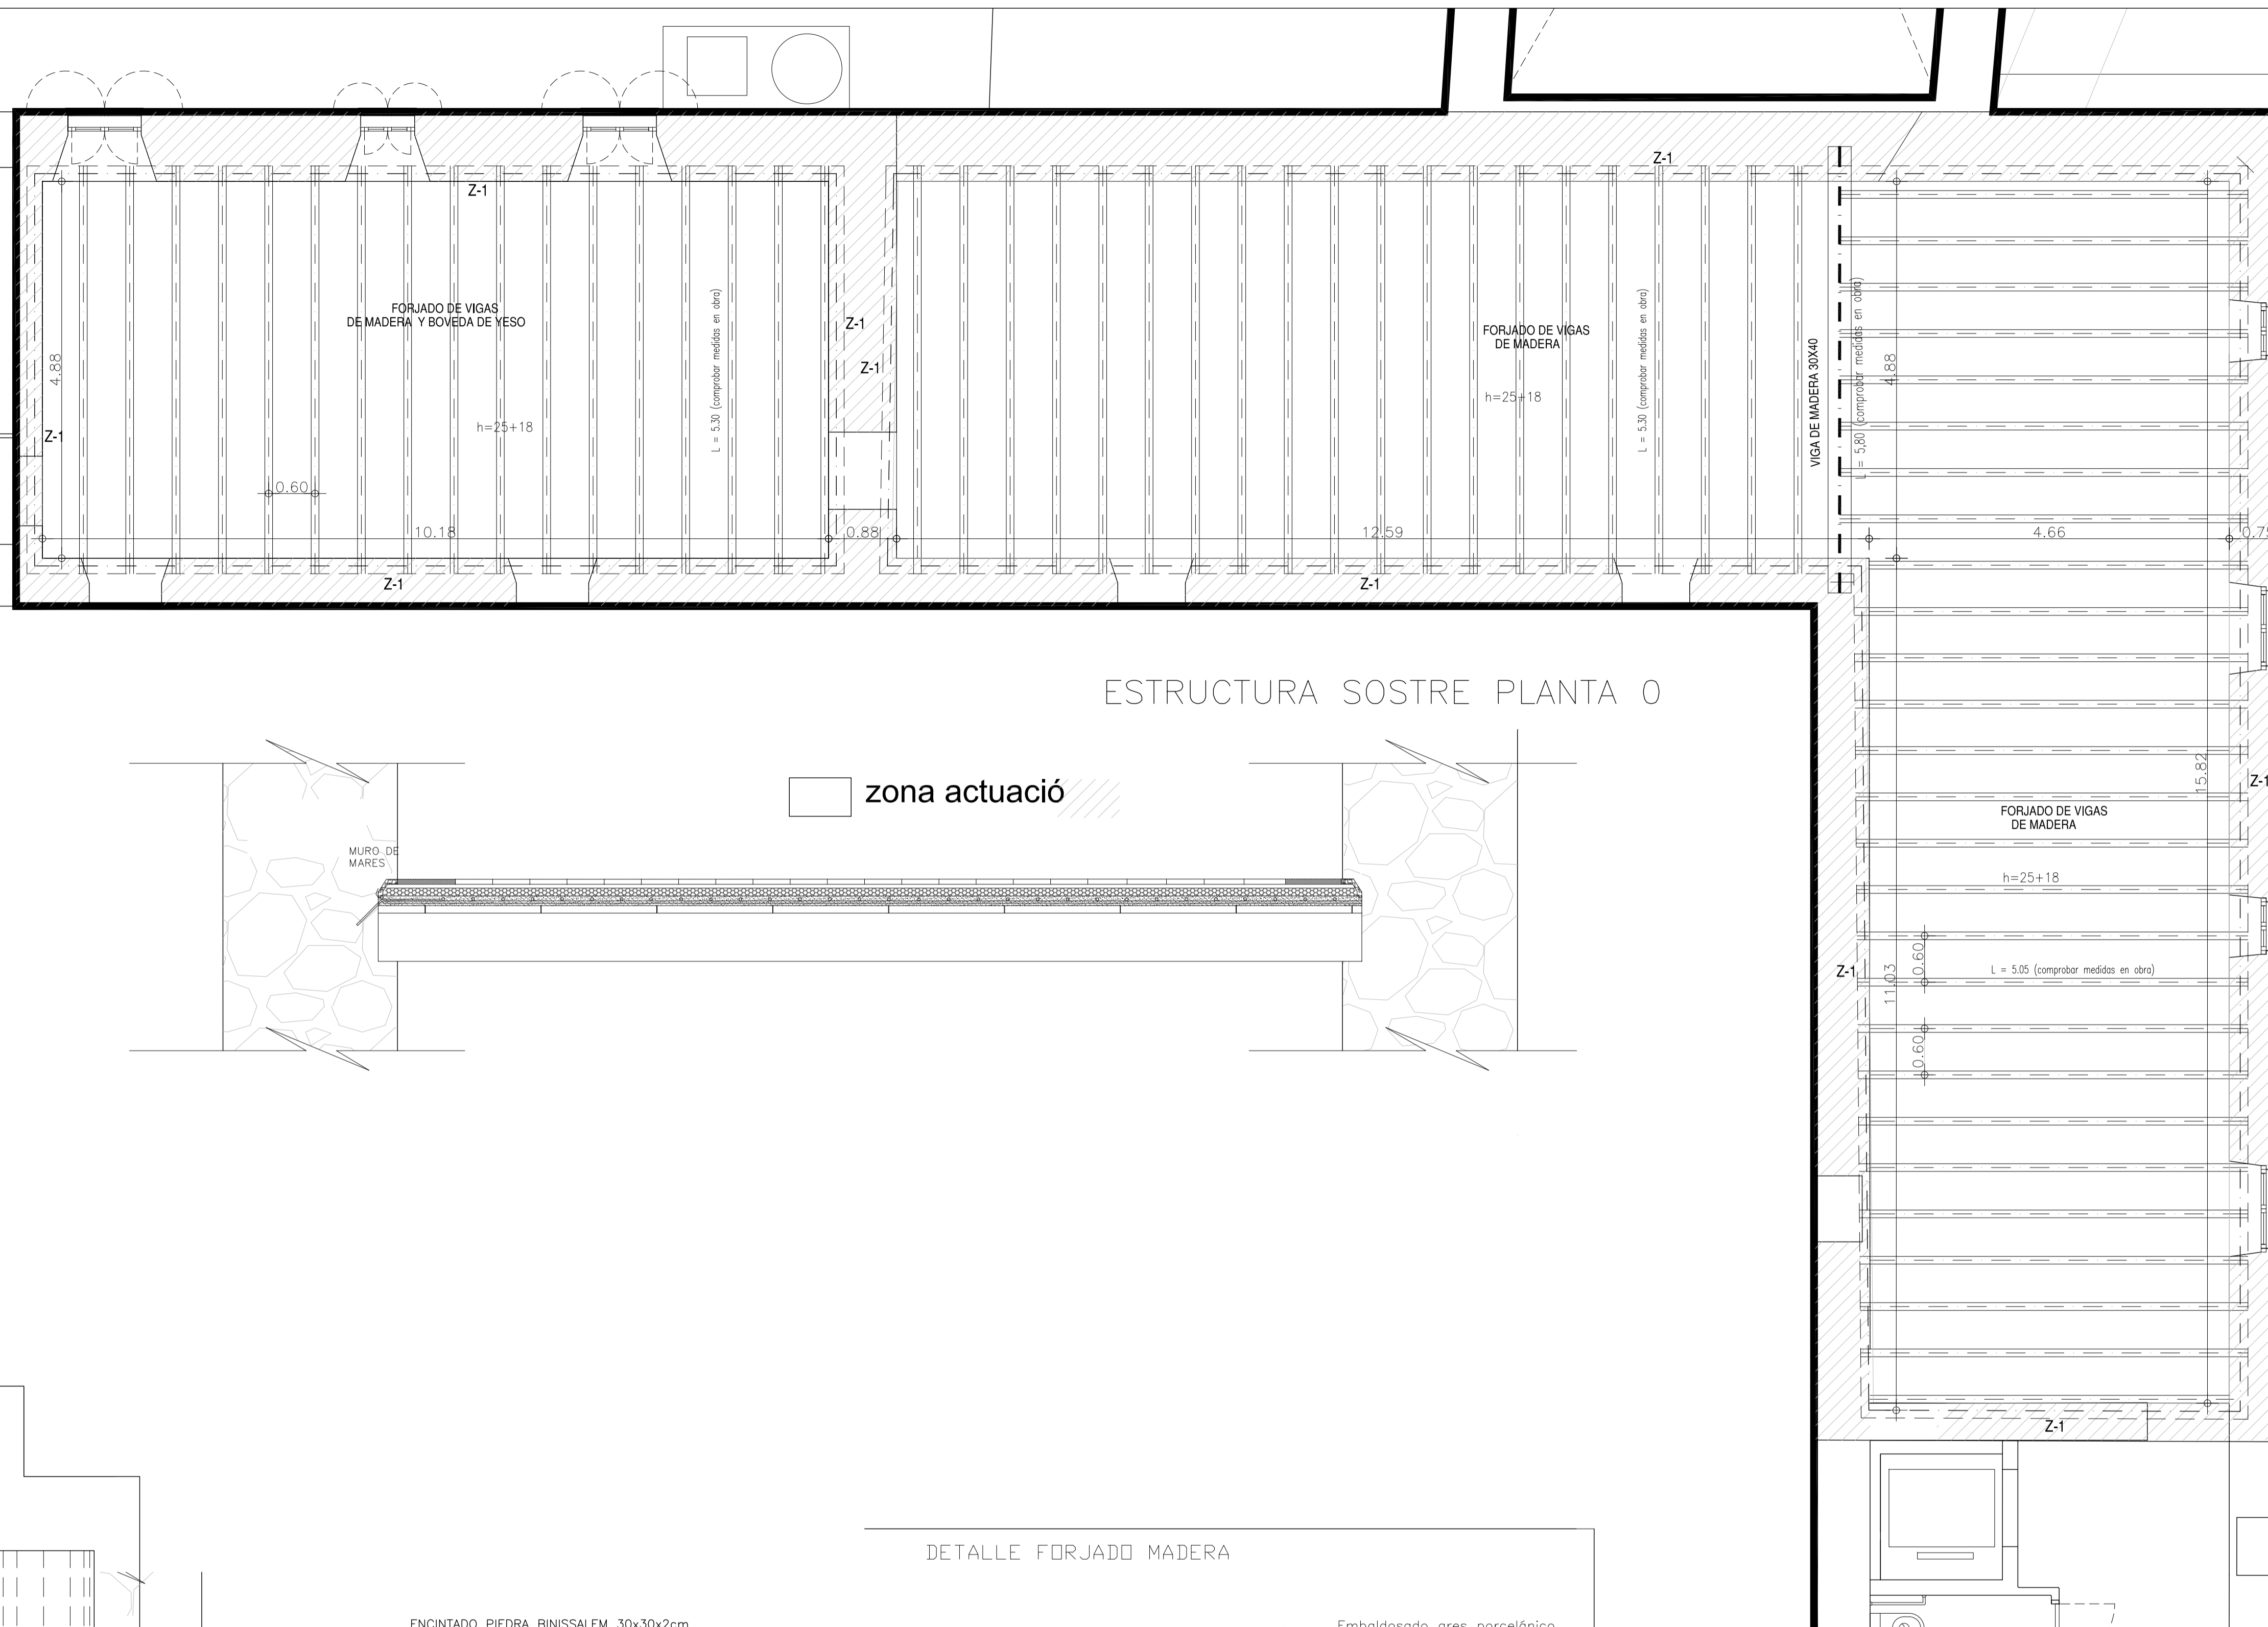 Z-1
Z-1
FORJADO DE VIGAS
DE MADERA Y BOVEDA DE YESO
4.88
h=25+18
L = 5.30 (comprobar medidas en obra)
Z-1
0.60
10.18
Z-1
Z-1
Z-1
0.88
FORJADO DE VIGAS
DE MADERA
h=25+18
L = 5.30 (comprobar medidas en obra)
VIGA DE MADERA 30X40
L = 5,80 (comprobar medidas en obra)
4.88
12.59
Z-1
4.66
ESTRUCTURA SOSTRE PLANTA 0
zona actuació
MURO DE
MARES
15.82
Z-1
FORJADO DE VIGAS
DE MADERA
h=25+18
0.60
L = 5.05 (comprobar medidas en obra)
Z-1
11.03
0.60
Z-1
DETALLE FORJADO MADERA
ENCINTADO PIEDRA BINISSALEM 30x30x2cm
Embaldosado gres porcelánico